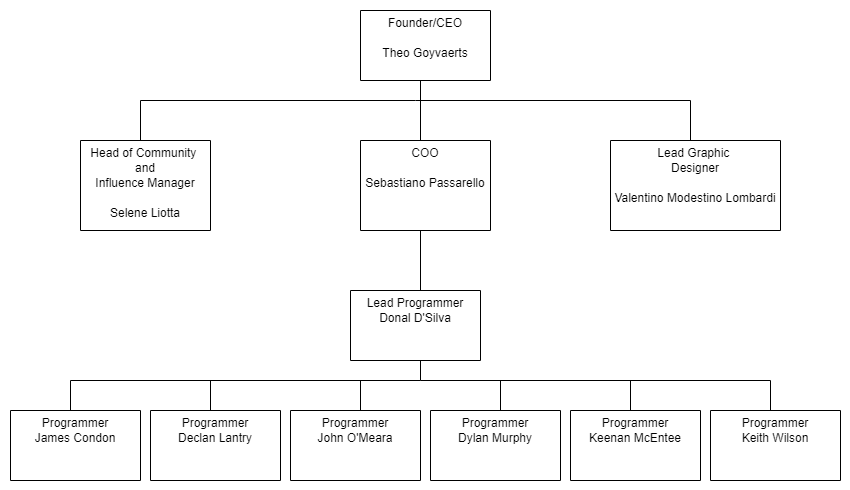 Founder/CEO
Theo Goyvaerts
Head of Community
and
Influence Manager
Selene Liotta
COO
Sebastiano Passarello
Lead Graphic
Designer
Valentino Modestino Lombardi
Lead Programmer
Donal D'Silva
Programmer
James Condon
Programmer
Declan Lantry
Programmer
John O'Meara
Programmer
Dylan Murphy
Programmer
Keenan McEntee
Programmer
Keith Wilson